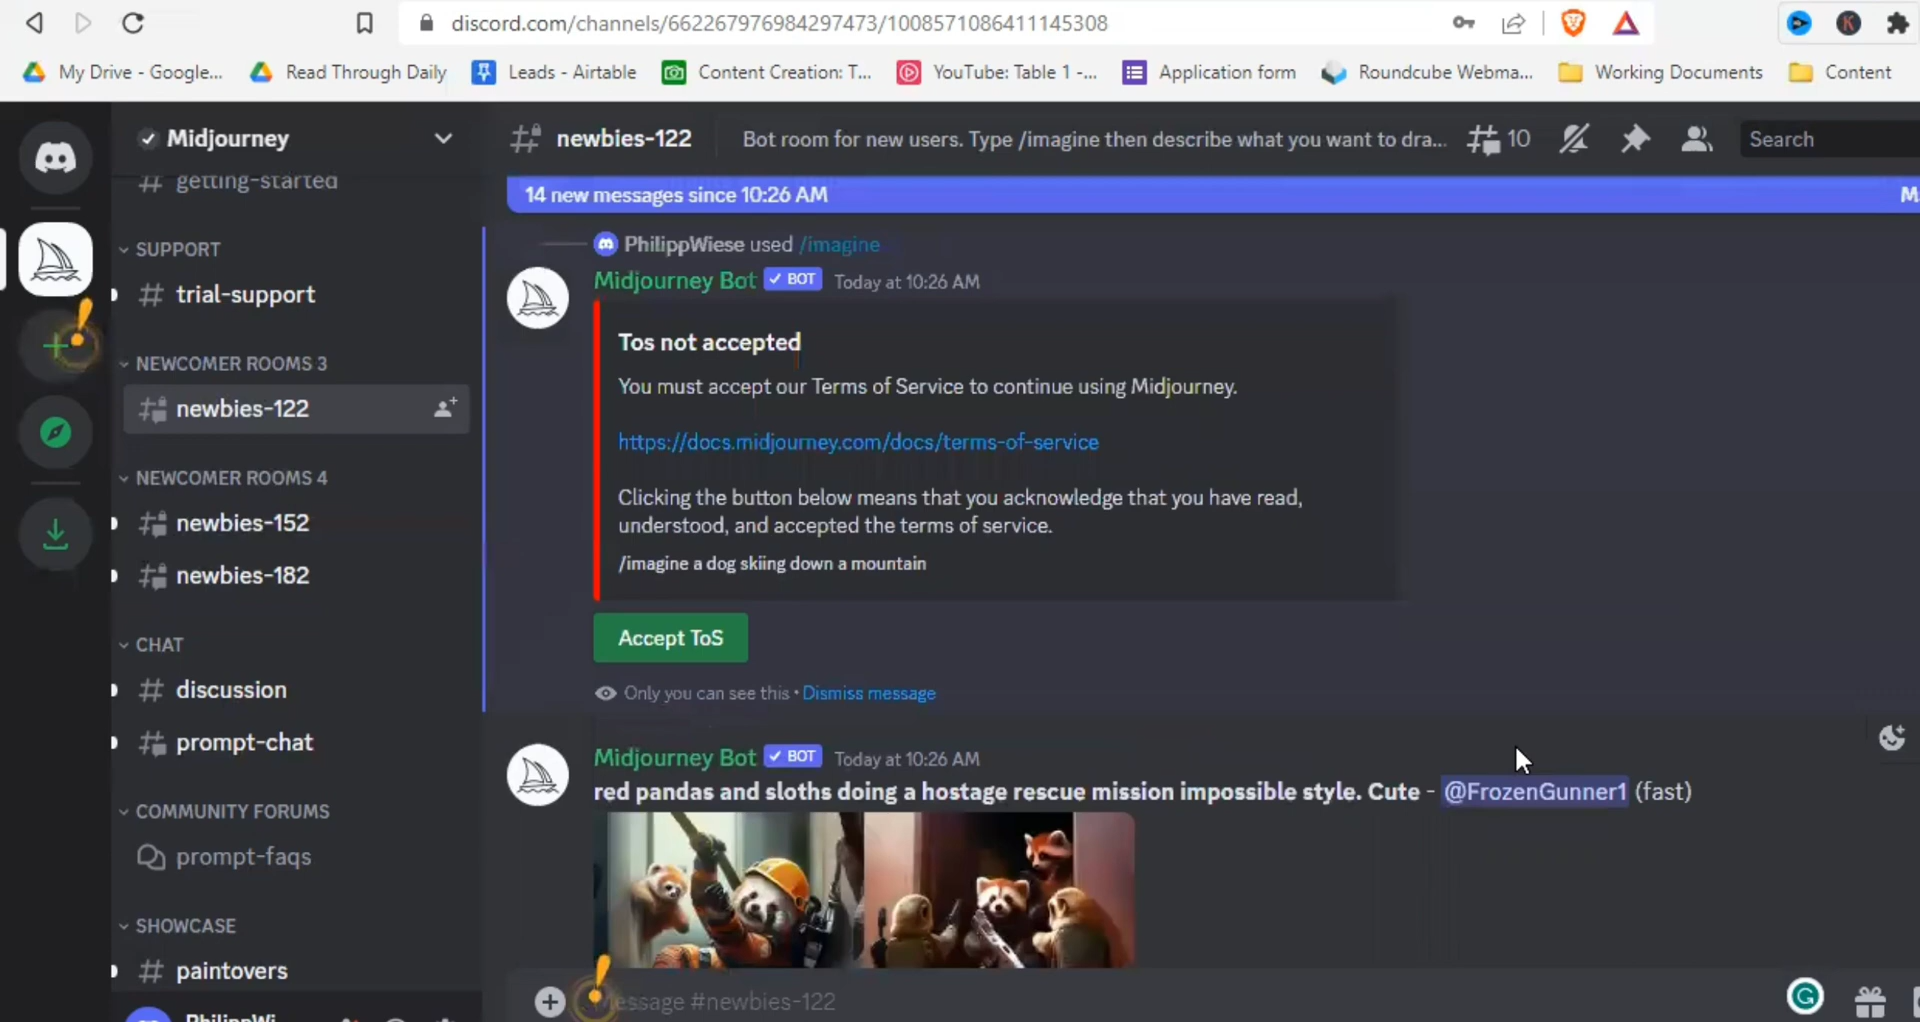 discord.com/channels/662267976984297473/1008571086411145308
My Drive - Google... Read Through Daily Leads - Airtable Content Creation: T... YouTube: Table 1 -... Application form Roundcube Webma... Working Documents Content
Midjourney
getting-started
SUPPORT
trial-support
NEWCOMER ROOMS 3
newbies-122
NEWCOMER ROOMS 4
newbies-152
newbies-182
CHAT
discussion
prompt-chat
COMMUNITY FORUMS
prompt-faqs
SHOWCASE
paintovers
PhilippWi...
newbies-122 Bot room for new users. Type /imagine then describe what you want to dra... 10 Search
14 new messages since 10:26 AM
PhilippWiese used /imagine
Midjourney Bot BOT Today at 10:26 AM
Tos not accepted
You must accept our Terms of Service to continue using Midjourney.
https://docs.midjourney.com/docs/terms-of-service
Clicking the button below means that you acknowledge that you have read,
understood, and accepted the terms of service.
/imagine a dog skiing down a mountain
Accept ToS
Only you can see this • Dismiss message
Midjourney Bot BOT Today at 10:26 AM
red pandas and sloths doing a hostage rescue mission impossible style. Cute - @FrozenGunner1 (fast)
Message #newbies-122